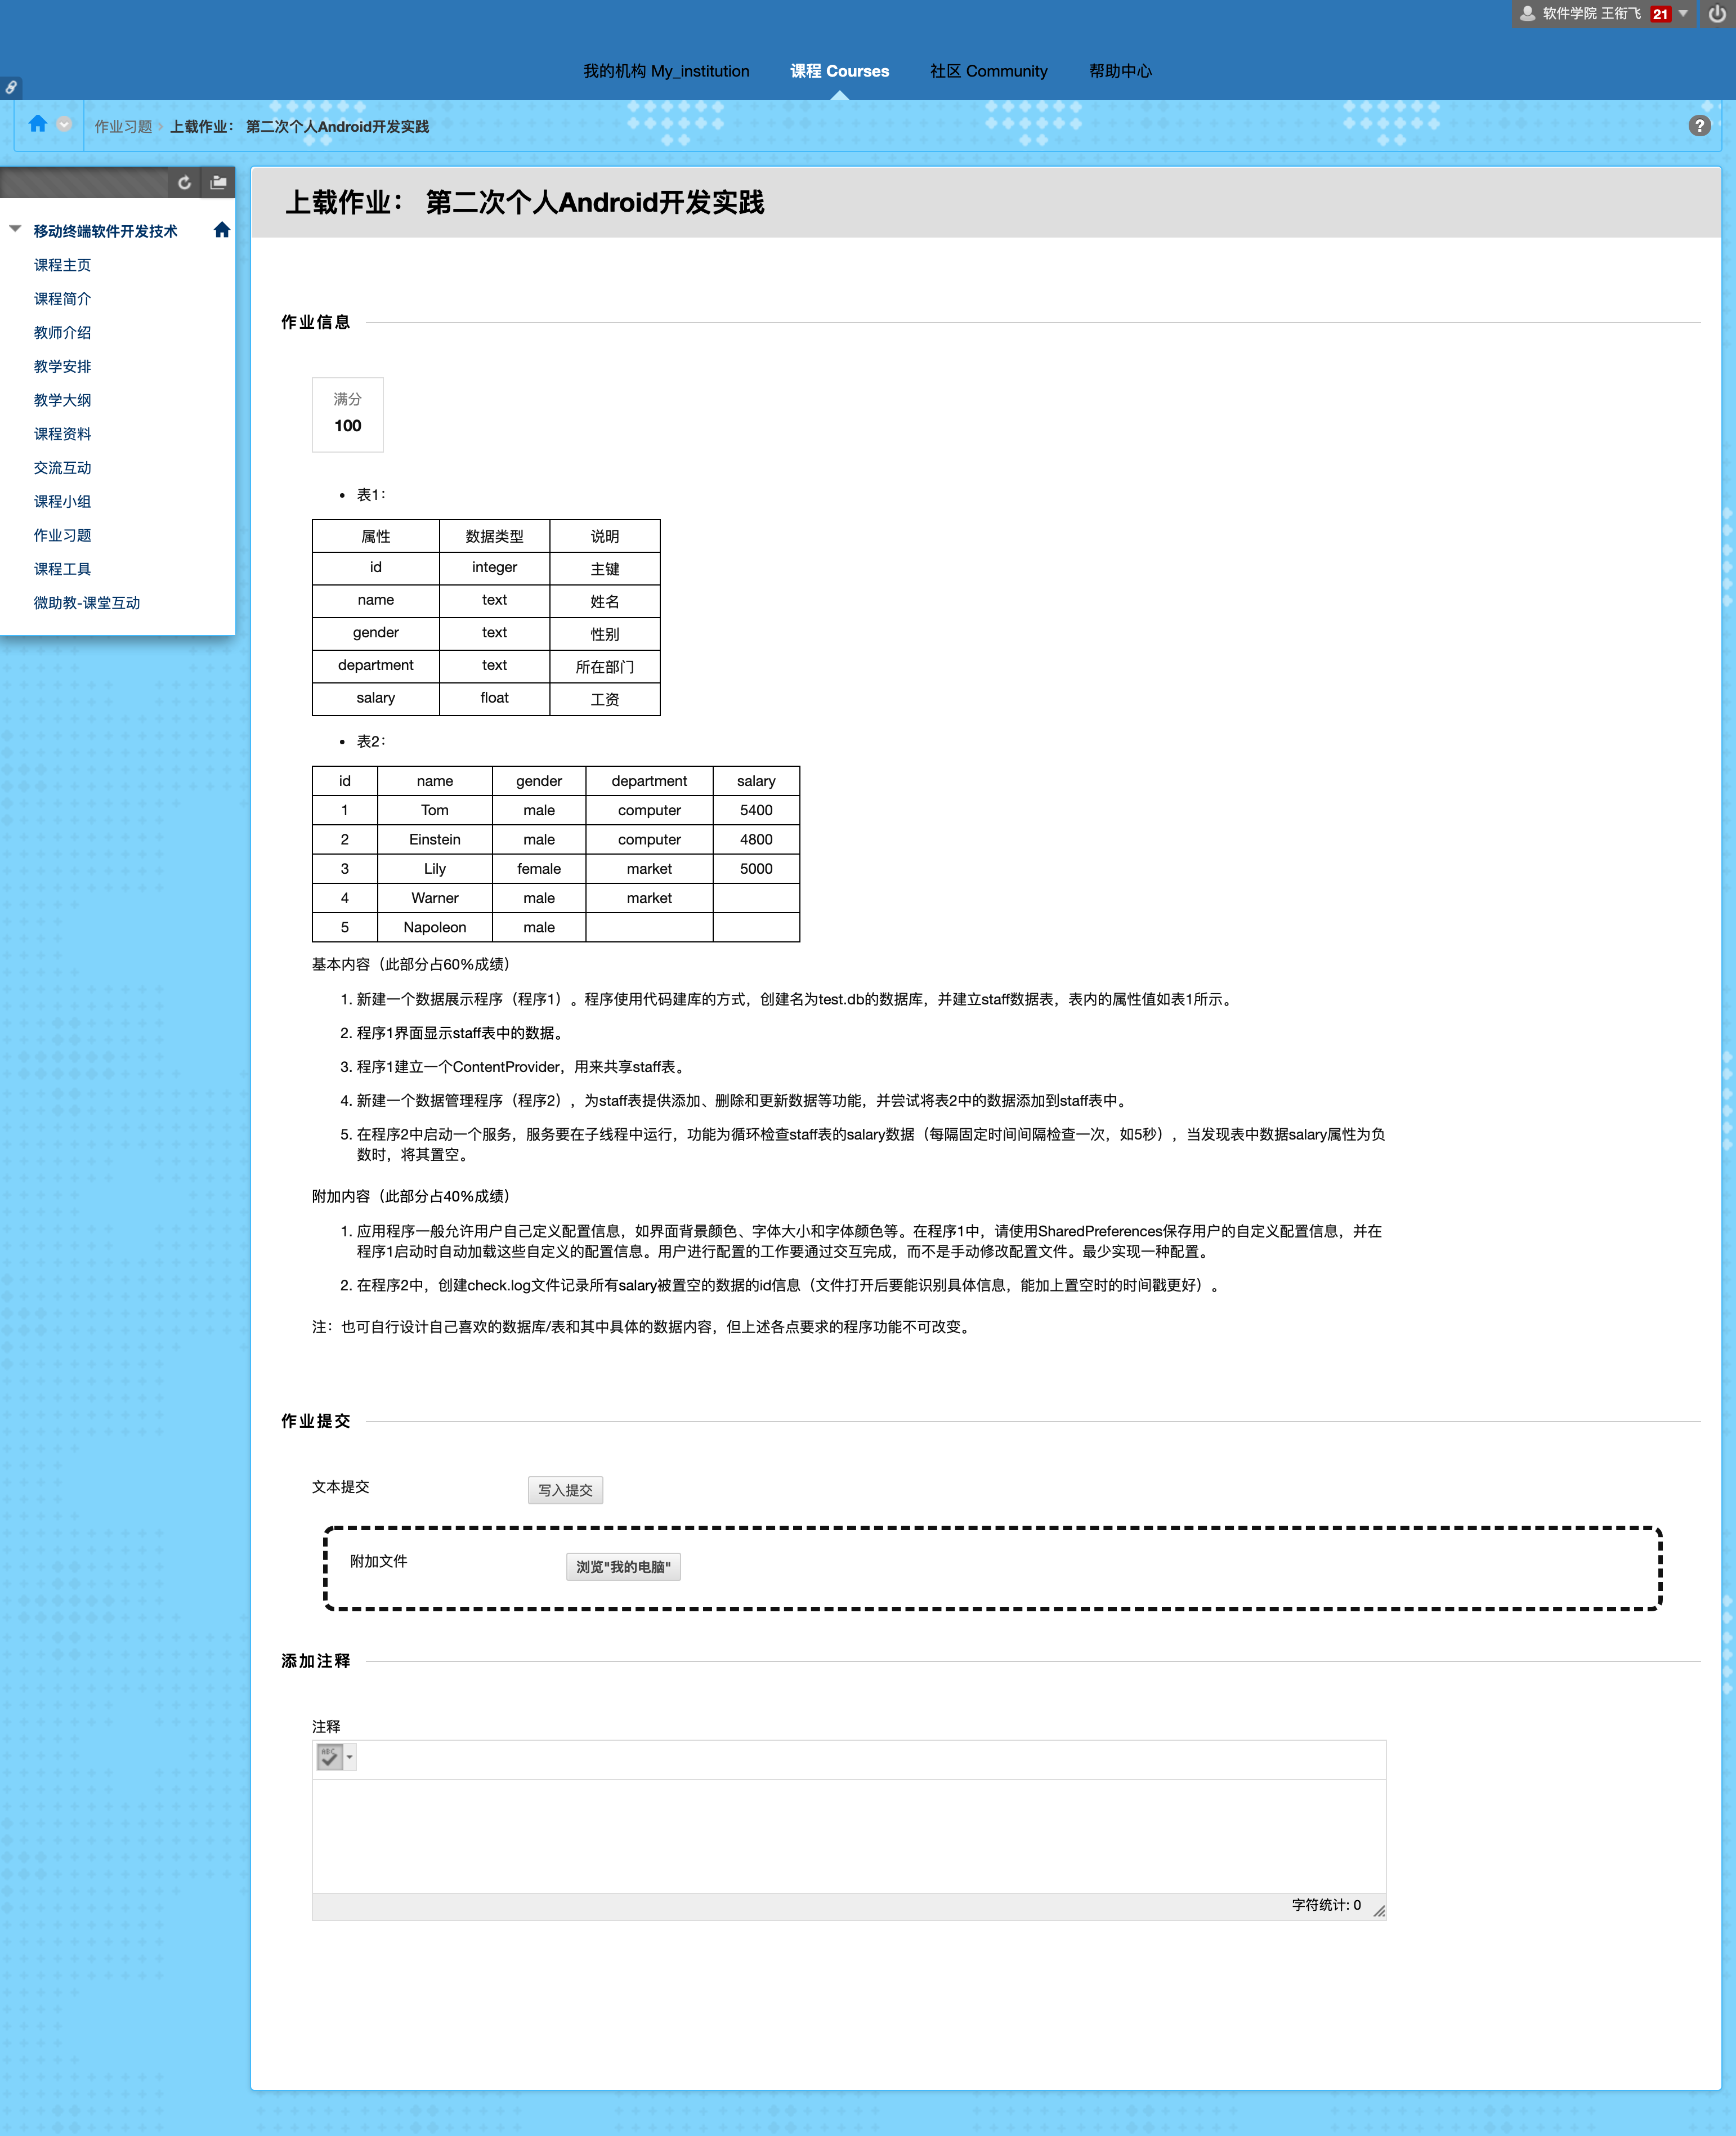 软件学院 王衔飞 21
我的机构 My_institution 课程 Courses 社区 Community 帮助中心
作业习题 上载作业： 第二次个人Android开发实践
?
移动终端软件开发技术
课程主页
课程简介
教师介绍
教学安排
教学大纲
课程资料
交流互动
课程小组
作业习题
课程工具
微助教-课堂互动
上载作业： 第二次个人Android开发实践
作业信息
满分
100
• 表1：
属性 数据类型 说明
id integer 主键
name text 姓名
gender text 性别
department text 所在部门
salary float 工资
• 表2：
id name gender department salary
1 Tom male computer 5400
2 Einstein male computer 4800
3 Lily female market 5000
4 Warner male market
5 Napoleon male
基本内容（此部分占60%成绩）
1. 新建一个数据展示程序（程序1）。程序使用代码建库的方式，创建名为test.db的数据库，并建立staff数据表，表内的属性值如表1所示。
2. 程序1界面显示staff表中的数据。
3. 程序1建立一个ContentProvider，用来共享staff表。
4. 新建一个数据管理程序（程序2），为staff表提供添加、删除和更新数据等功能，并尝试将表2中的数据添加到staff表中。
5. 在程序2中启动一个服务，服务要在子线程中运行，功能为循环检查staff表的salary数据（每隔固定时间间隔检查一次，如5秒），当发现表中数据salary属性为负
数时，将其置空。
附加内容（此部分占40%成绩）
1. 应用程序一般允许用户自己定义配置信息，如界面背景颜色、字体大小和字体颜色等。在程序1中，请使用SharedPreferences保存用户的自定义配置信息，并在
程序1启动时自动加载这些自定义的配置信息。用户进行配置的工作要通过交互完成，而不是手动修改配置文件。最少实现一种配置。
2. 在程序2中，创建check.log文件记录所有salary被置空的数据的id信息（文件打开后要能识别具体信息，能加上置空时的时间戳更好）。
注：也可自行设计自己喜欢的数据库/表和其中具体的数据内容，但上述各点要求的程序功能不可改变。
作业提交
文本提交 写入提交
附加文件 浏览"我的电脑"
添加注释
注释
ABC
字符统计: 0